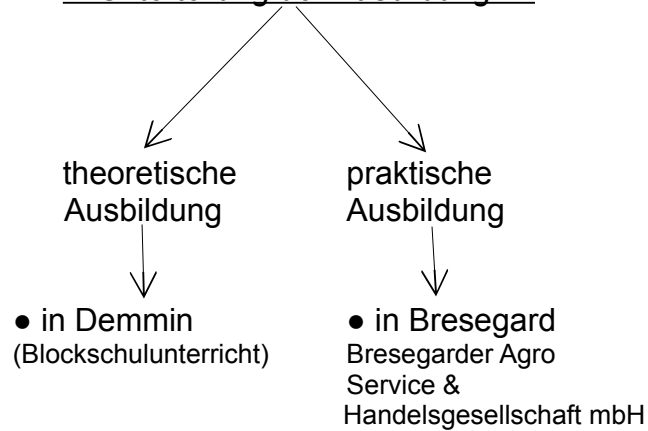 theoretische
Ausbildung
● in Demmin
(Blockschulunterricht)
praktische
Ausbildung
● in Bresegard
Bresegarder Agro
Service &
Handelsgesellschaft mbH